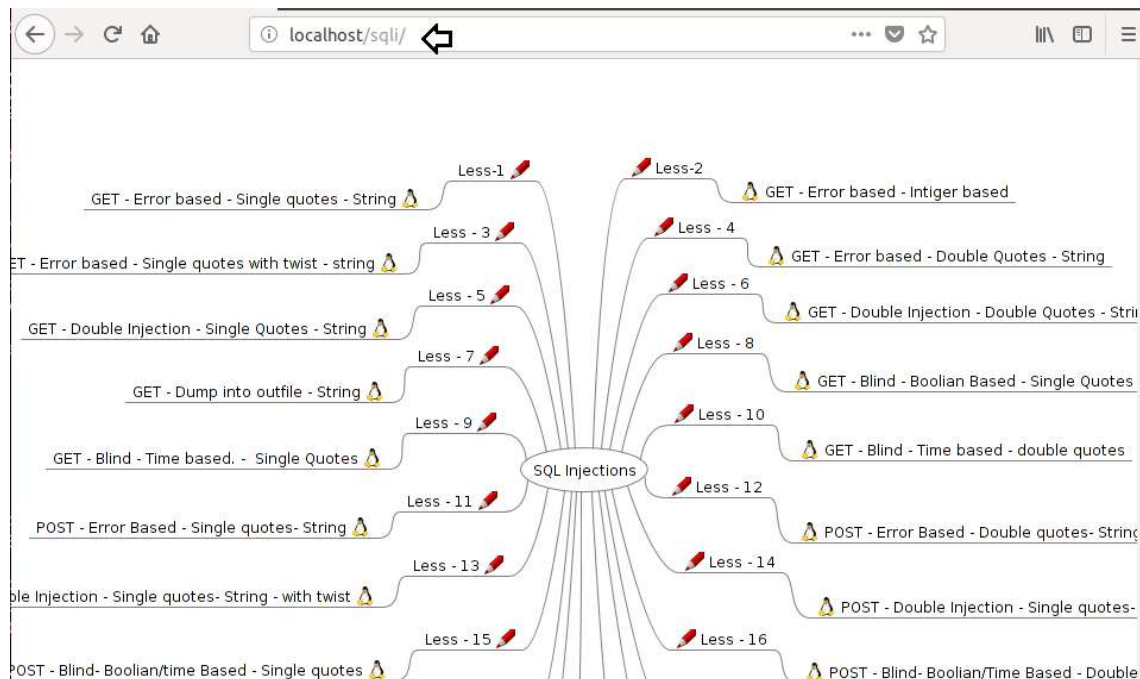 localhost/sqli/
Less-1
GET - Error based - Single quotes - String
Less-2
GET - Error based - Intiger based
Less - 3
ET - Error based - Single quotes with twist - string
Less - 4
GET - Error based - Double Quotes - String
Less - 5
GET - Double Injection - Single Quotes - String
Less - 6
GET - Double Injection - Double Quotes - Stri
Less - 7
GET - Dump into outfile - String
Less - 8
GET - Blind - Boolian Based - Single Quotes
Less - 9
GET - Blind - Time based. - Single Quotes
Less - 10
GET - Blind - Time based - double quotes
SQL Injections
Less - 11
POST - Error Based - Single quotes- String
Less - 12
POST - Error Based - Double quotes- String
Less - 13
ble Injection - Single quotes- String - with twist
Less - 14
POST - Double Injection - Single quotes-
Less - 15
POST - Blind- Boolian/time Based - Single quotes
Less - 16
POST - Blind- Boolian/Time Based - Double